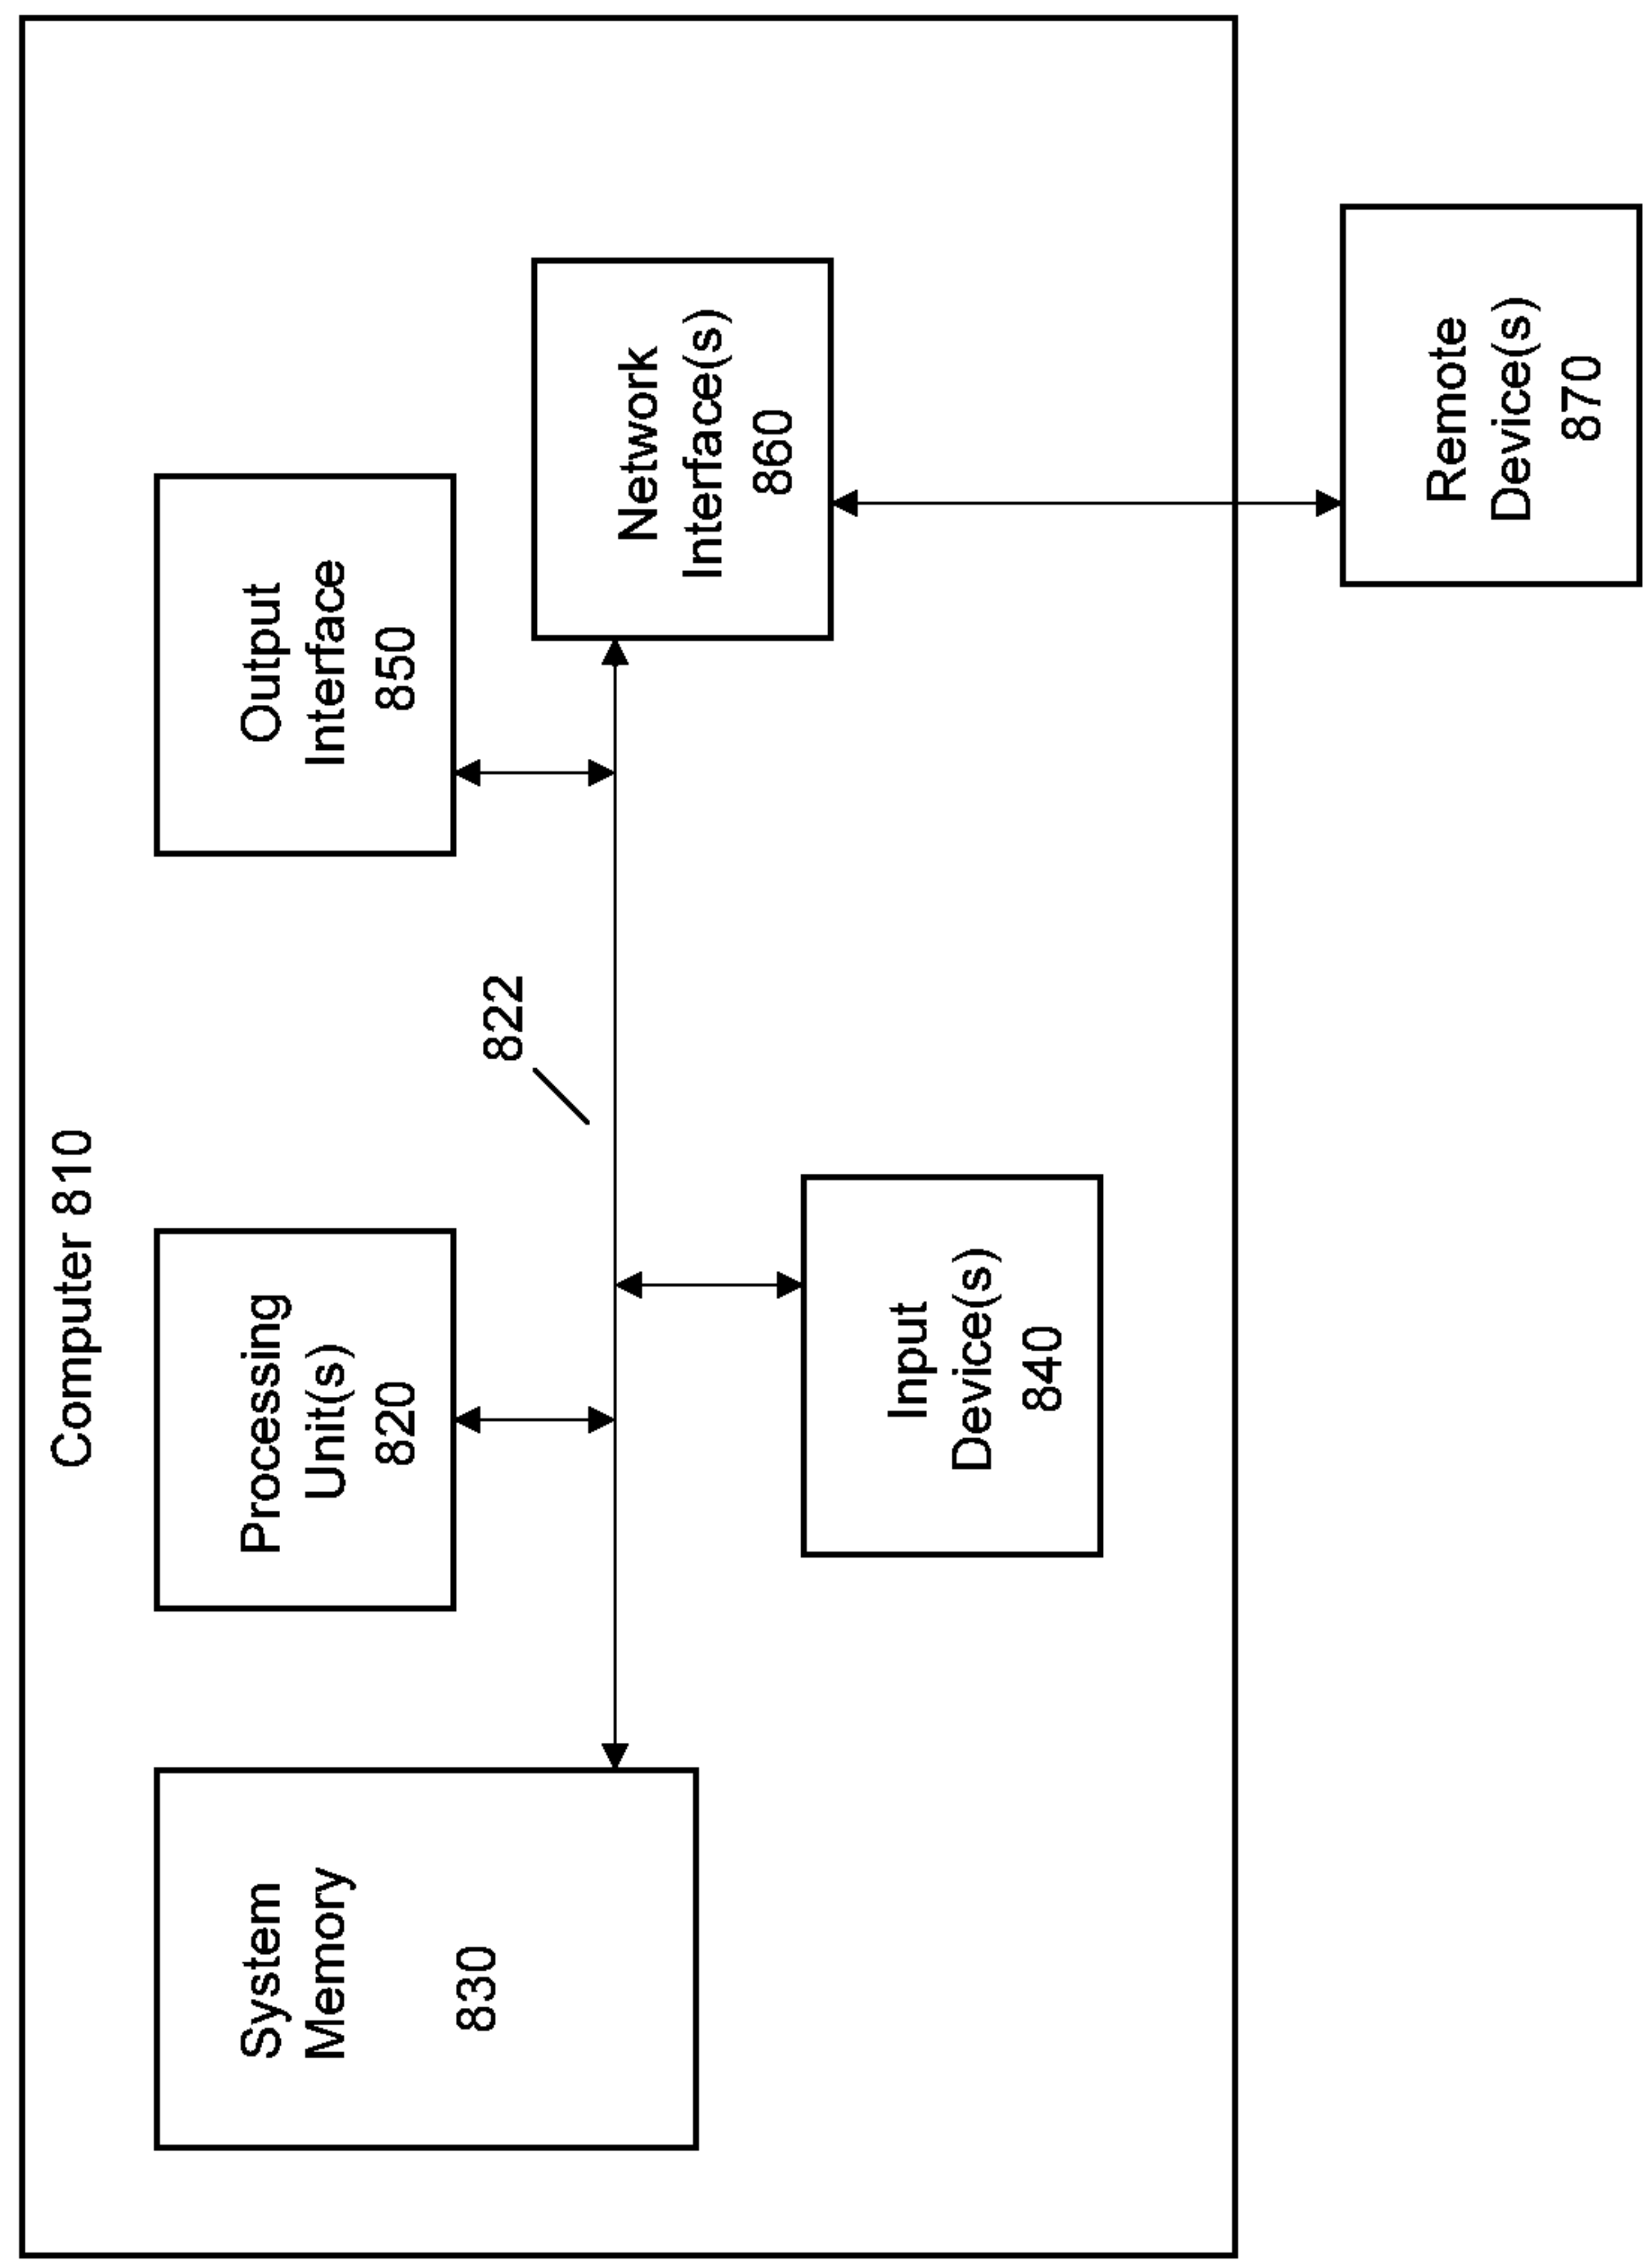 Computer 810
System
Memory
830
Processing
Unit(s)
820
Output
Interface
850
822
Network
Interface(s)
860
Input
Device(s)
840
Remote
Device(s)
870